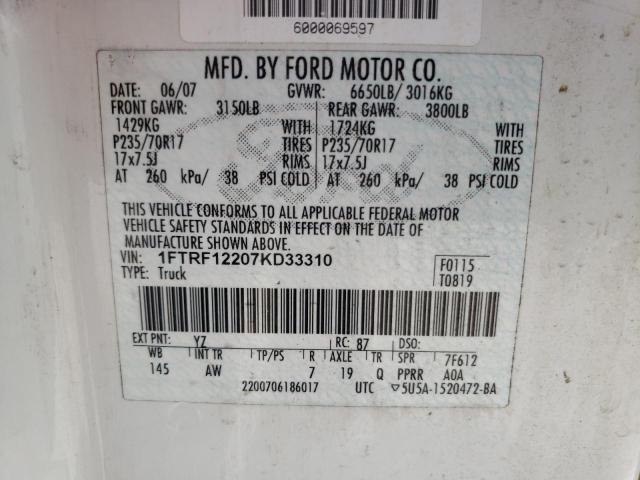 6000069597
MFD. BY FORD MOTOR CO.
DATE: 06/07 GVWR: 6650LB/ 3016KG
FRONT GAWR: 3150LB REAR GAWR: 3800LB
1429KG WITH 1724KG WITH
P235/70R17 TIRES P235/70R17 TIRES
17x7.5J RIMS 17x7.5J RIMS
AT 260 kPa/ 38 PSI COLD AT 260 kPa/ 38 PSI COLD
Ford
THIS VEHICLE CONFORMS TO ALL APPLICABLE FEDERAL MOTOR
VEHICLE SAFETY STANDARDS IN EFFECT ON THE DATE OF
MANUFACTURE SHOWN ABOVE.
VIN: 1FTRF12207KD33310 F0115
TYPE: Truck T0819
EXT PNT: YZ RC: 87 DSO:
WB INT TR TP/PS R AXLE TR SPR 7F612
145 AW 7 19 Q PPRR A0A
2200706186017 UTC ▽5U5A-1520472-BA